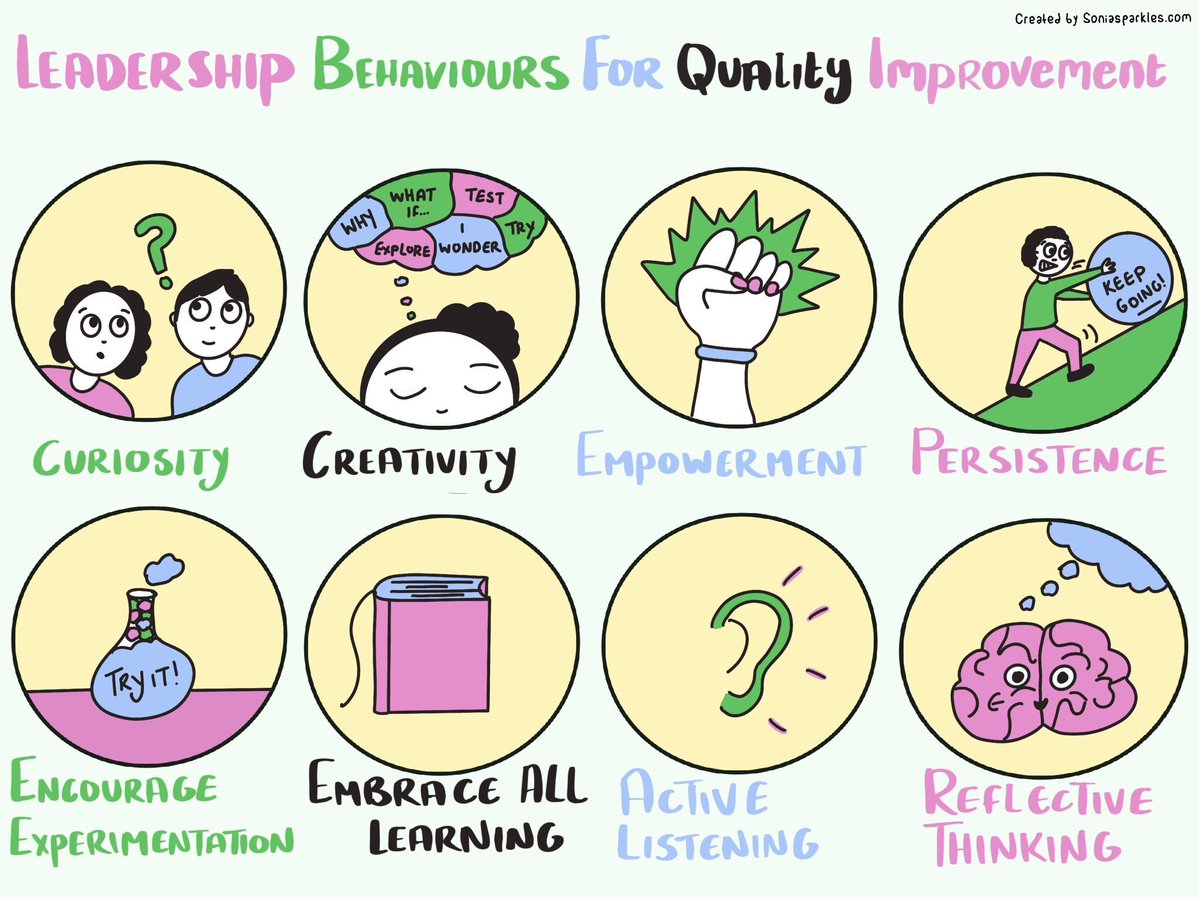 Created by Soniasparkles.com
Leadership Behaviours For Quality Improvement
WHY
WHAT
IF...
TEST
EXPLORE
I
WONDER
TRY
KEEP
GOING!
CURIOSITY
CREATIVITY
EMPOWERMENT
PERSISTENCE
TRY IT!
ENCOURAGE
EXPERIMENTATION
EMBRACE ALL
LEARNING
ACTIVE
LISTENING
REFLECTIVE
THINKING